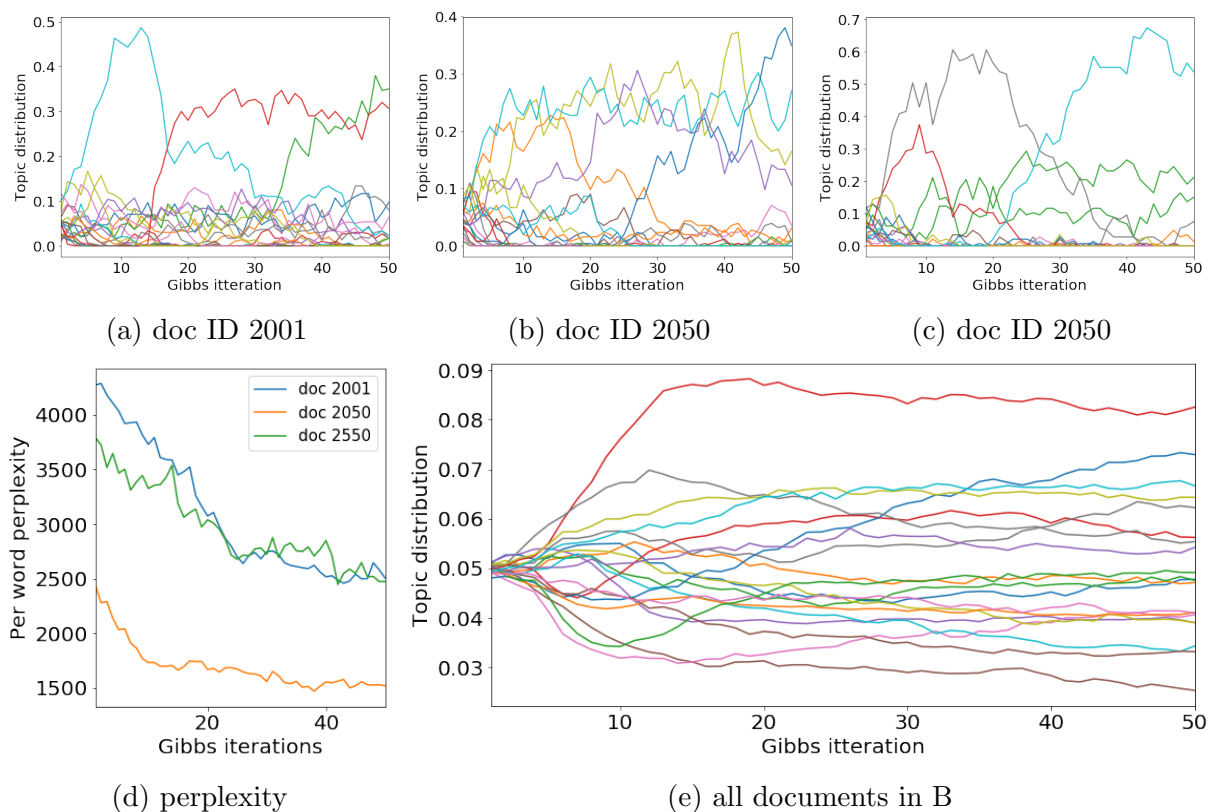 0.5
0.4
0.3
0.2
0.1
0.0
Topic distribution
10 20 30 40 50
Gibbs itteration
(a) doc ID 2001
0.4
0.3
0.2
0.1
0.0
Topic distribution
10 20 30 40 50
Gibbs itteration
(b) doc ID 2050
0.7
0.6
0.5
0.4
0.3
0.2
0.1
0.0
Topic distribution
10 20 30 40 50
Gibbs itteration
(c) doc ID 2050
4000
3500
3000
2500
2000
1500
Per word perplexity
doc 2001
doc 2050
doc 2550
20 40
Gibbs iterations
(d) perplexity
0.09
0.08
0.07
0.06
0.05
0.04
0.03
Topic distribution
10 20 30 40 50
Gibbs itteration
(e) all documents in B